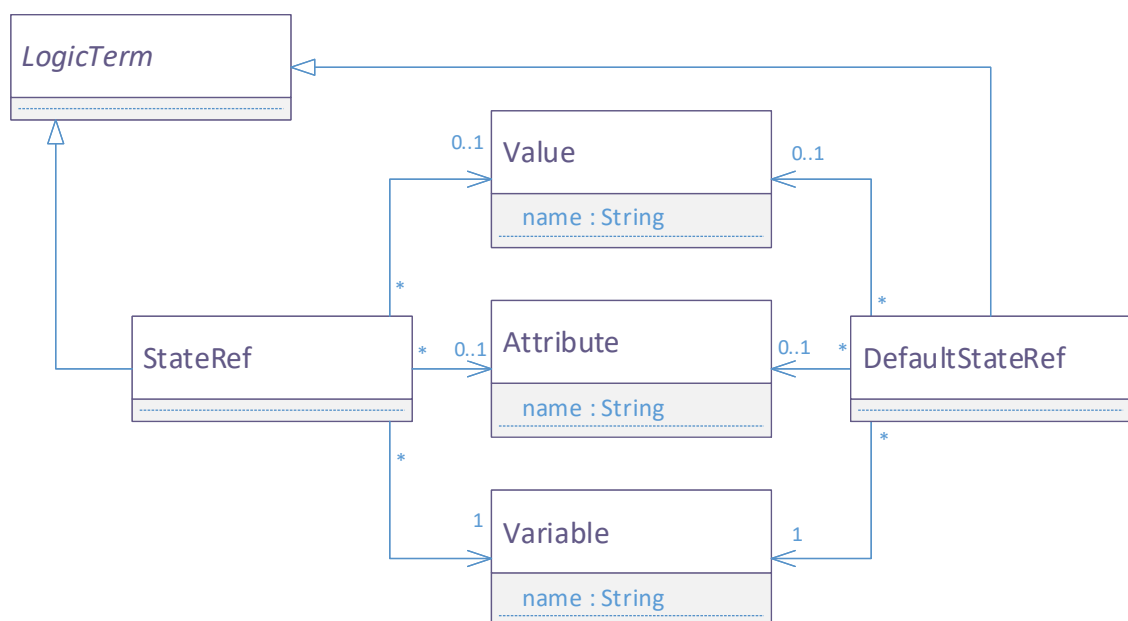 LogicTerm
0..1
Value
0..1
name : String
*
*
StateRef
*
0..1
Attribute
0..1
*
DefaultStateRef
name : String
*
*
1
Variable
1
name : String